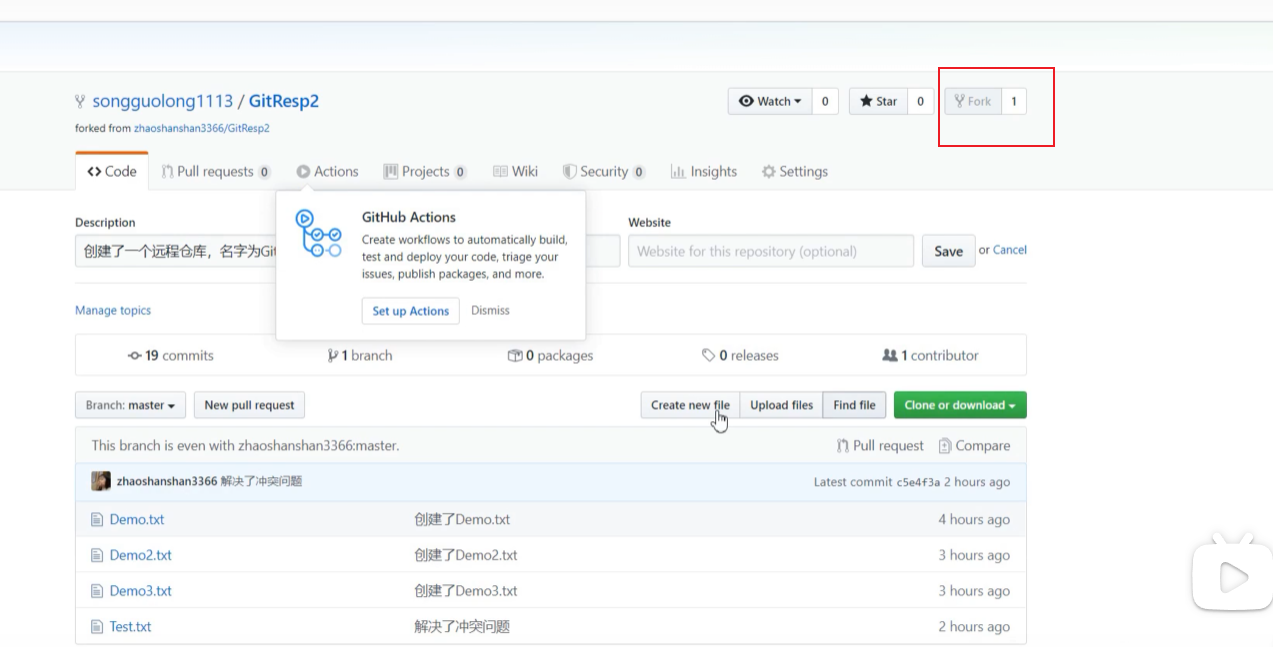 songguolong1113 / GitResp2
Watch 0 Star 0 Fork 1
forked from zhaoshanshan3366/GitResp2
Code Pull requests 0 Actions Projects 0 Wiki Security 0 Insights Settings
GitHub Actions
Create workflows to automatically build,
test and deploy your code, triage your
issues, publish packages, and more.
Set up Actions Dismiss
Description
Website
创建了一个远程仓库，名字为Git
Website for this repository (optional)
Save or Cancel
Manage topics
19 commits 1 branch 0 packages 0 releases 1 contributor
Branch: master New pull request Create new file Upload files Find file Clone or download
This branch is even with zhaoshanshan3366:master. Pull request Compare
zhaoshanshan3366 解决了冲突问题 Latest commit c5e4f3a 2 hours ago
Demo.txt 创建了Demo.txt 4 hours ago
Demo2.txt 创建了Demo2.txt 3 hours ago
Demo3.txt 创建了Demo3.txt 3 hours ago
Test.txt 解决了冲突问题 2 hours ago